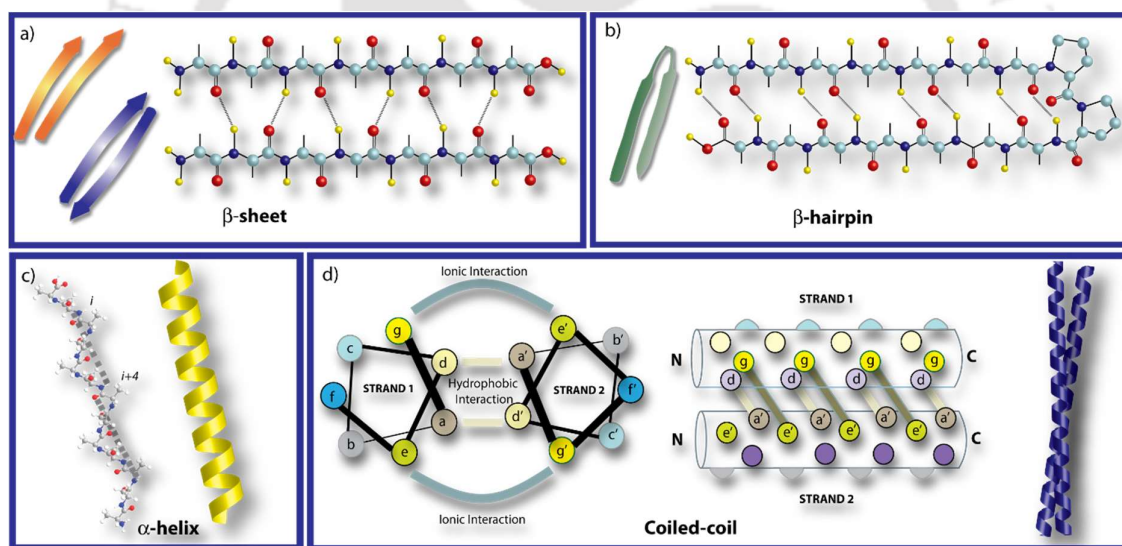 a)
β-sheet
b)
β-hairpin
c)
i
i+4
α-helix
d)
Ionic Interaction
g
e'
c
d
a'
b'
f
STRAND 1
Hydrophobic
Interaction
STRAND 2
f'
b
a
d'
c'
e
g'
Ionic Interaction
STRAND 1
N
C
g
g
g
g
d
d
d
d
a'
a'
a'
a'
e'
e'
e'
e'
N
C
STRAND 2
Coiled-coil